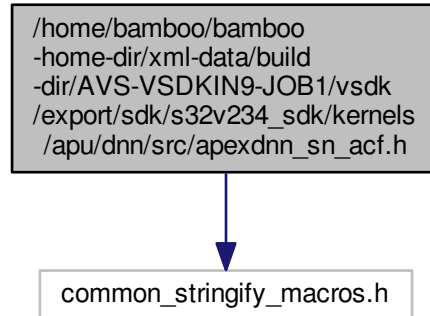 /home/bamboo/bamboo
-home-dir/xml-data/build
-dir/AVS-VSDKIN9-JOB1/vsdk
/export/sdk/s32v234_sdk/kernels
/apu/dnn/src/apexdnn_sn_acf.h
common_stringify_macros.h